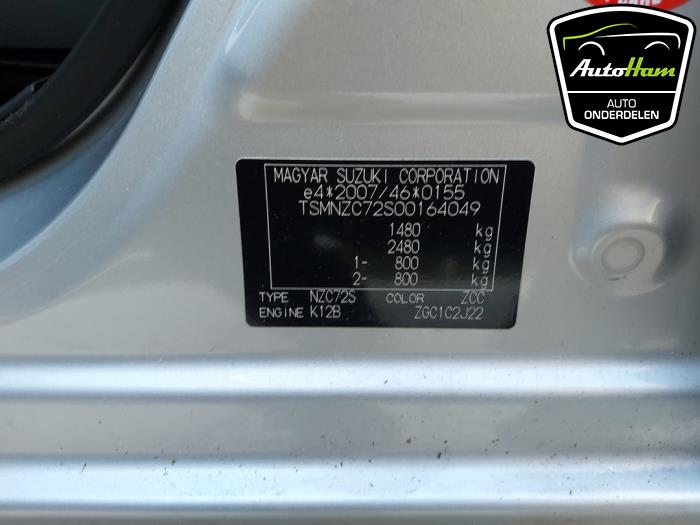 AutoHam
AUTO
ONDERDELEN
MAGYAR SUZUKI CORPORATION
e4*2007/46*0155
TSMNZC72S00164049
1480 kg
2480 kg
1- 800 kg
2- 800 kg
TYPE NZC72S COLOR ZCC
ENGINE K12B ZGC1C2J22